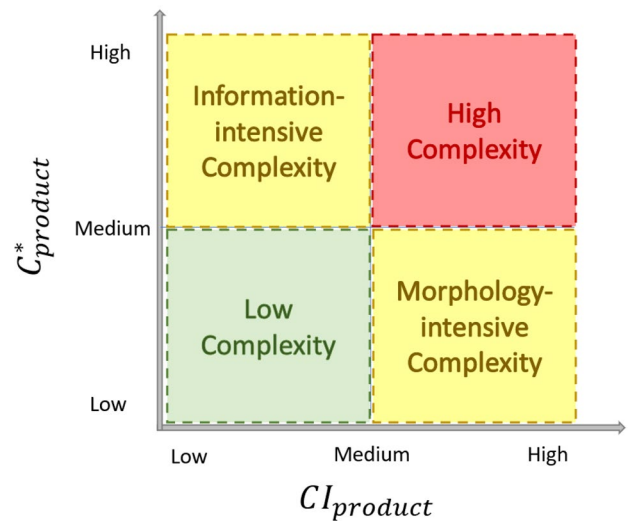 High
Information-
intensive
Complexity
High
Complexity
C*product
Medium
Low
Complexity
Morphology-
intensive
Complexity
Low
Low
Medium
High
CIproduct